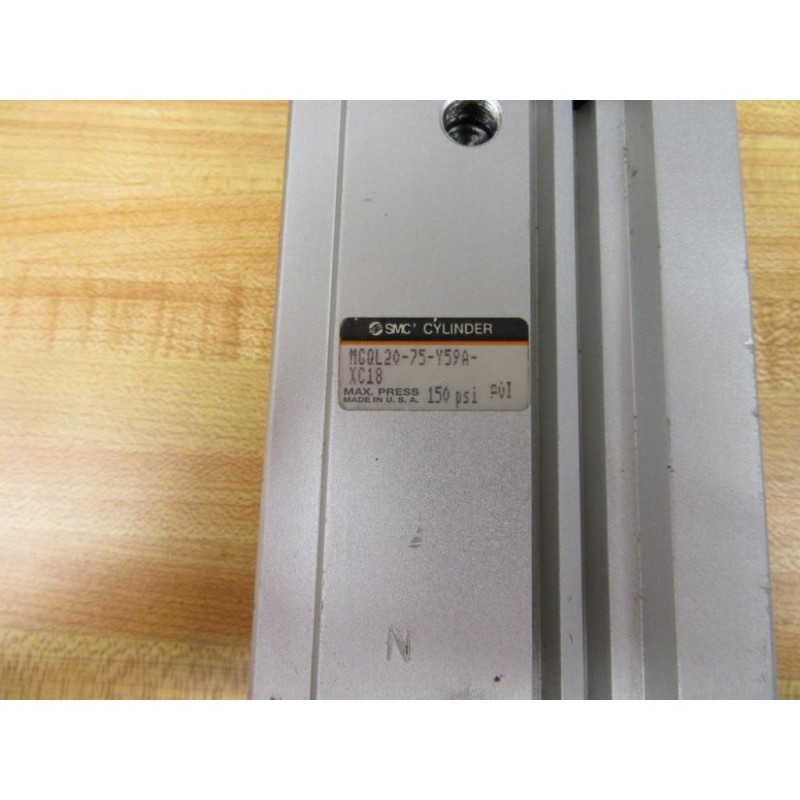 SMC CYLINDER
MGQL20-75-Y59A-
XC18
MAX. PRESS 150 psi
MADE IN U.S.A.
N